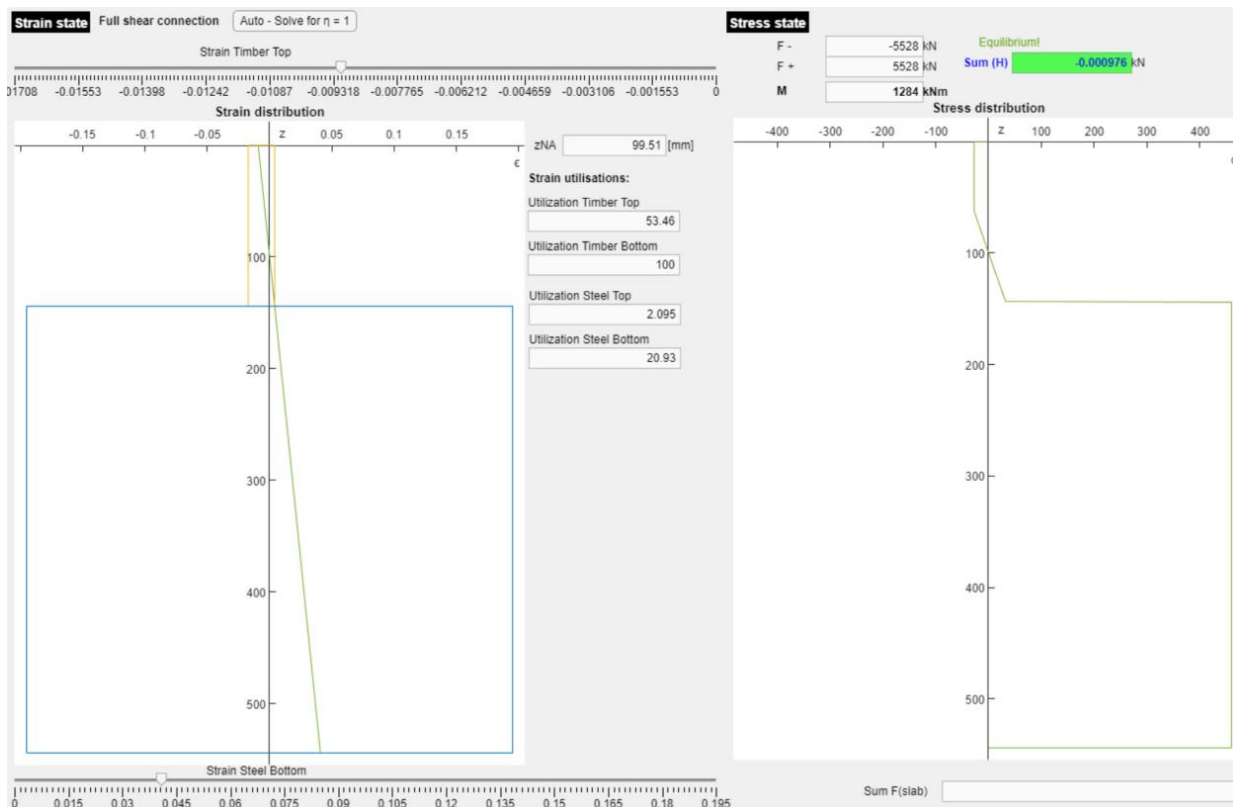 Strain state Full shear connection Auto - Solve for η = 1
Strain Timber Top
01708 -0.01553 -0.01398 -0.01242 -0.01087 -0.009318 -0.007765 -0.006212 -0.004659 -0.003106 -0.001553 0
Strain distribution
-0.15 -0.1 -0.05 z 0.05 0.1 0.15
ϵ
100
200
300
400
500
zNA 99.51 [mm]
Strain utilisations:
Utilization Timber Top
53.46
Utilization Timber Bottom
100
Utilization Steel Top
2.095
Utilization Steel Bottom
20.93
Strain Steel Bottom
0 0.015 0.03 0.045 0.06 0.075 0.09 0.105 0.12 0.135 0.15 0.165 0.18 0.195
Stress state
F - -5528 kN
F + 5528 kN
M 1284 kNm
Equilibrium!
Sum (H) -0.000976 kN
Stress distribution
-400 -300 -200 -100 z 100 200 300 400
100
200
300
400
500
Sum F(slab)